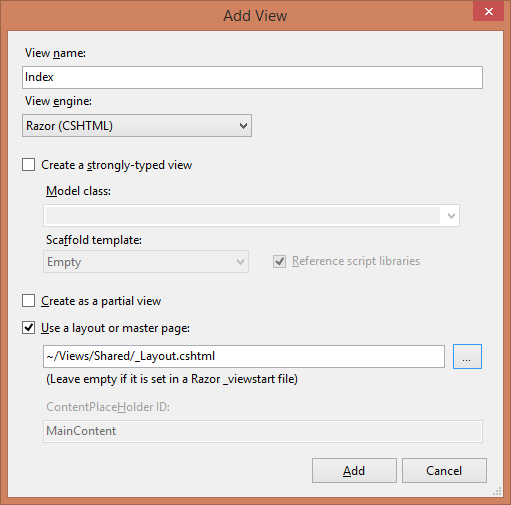 Add View
View name:
Index
View engine:
Razor (CSHTML)
Create a strongly-typed view
Model class:
Scaffold template:
Empty
Reference script libraries
Create as a partial view
Use a layout or master page:
~/Views/Shared/_Layout.cshtml
...
(Leave empty if it is set in a Razor _viewstart file)
ContentPlaceHolder ID:
MainContent
Add
Cancel